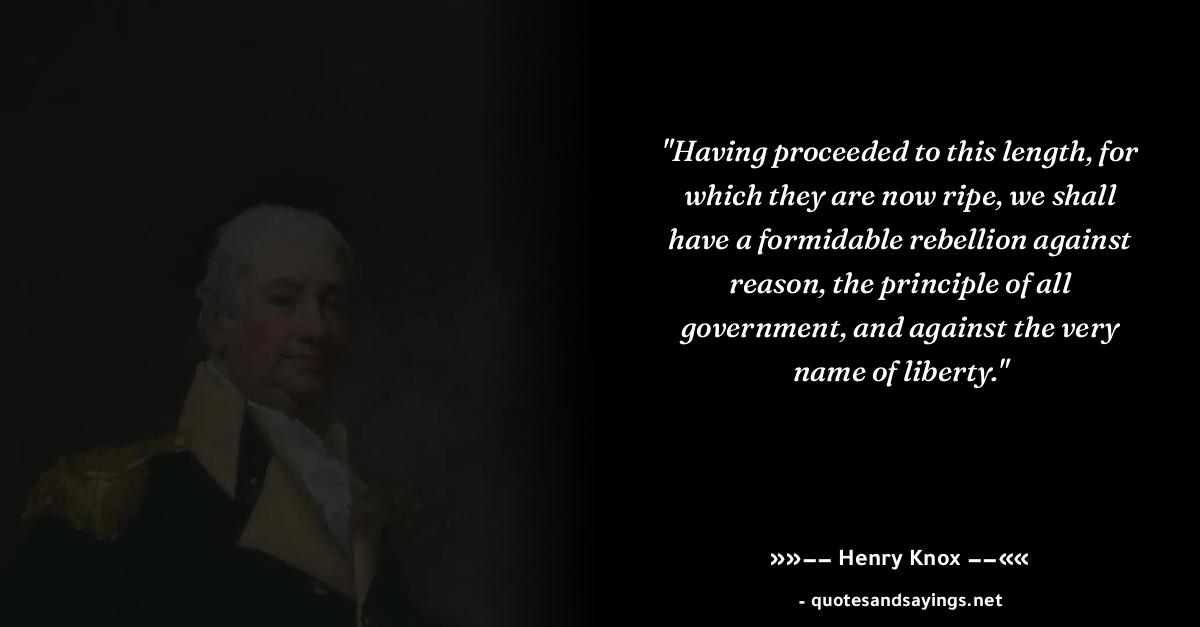 "Having proceeded to this length, for
which they are now ripe, we shall
have a formidable rebellion against
reason, the principle of all
government, and against the very
name of liberty."
»»–– Henry Knox ––««
- quotesandsayings.net